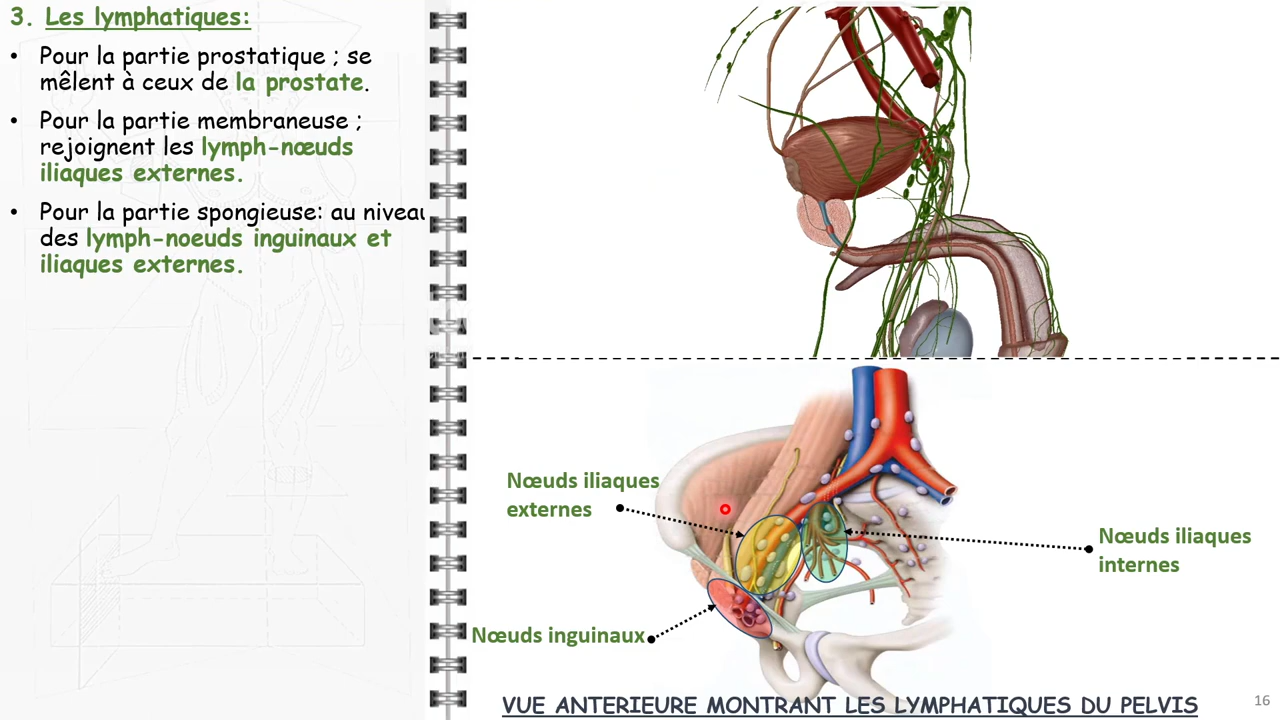 3. Les lymphatiques:
• Pour la partie prostatique ; se
mêlent à ceux de la prostate.
• Pour la partie membraneuse ;
rejoignent les lymph-nœuds
iliaques externes.
• Pour la partie spongieuse: au niveau
des lymph-noeuds inguinaux et
iliaques externes.
Nœuds iliaques
externes
Nœuds iliaques
internes
Nœuds inguinaux
VUE ANTERIEURE MONTRANT LES LYMPHATIQUES DU PELVIS
16